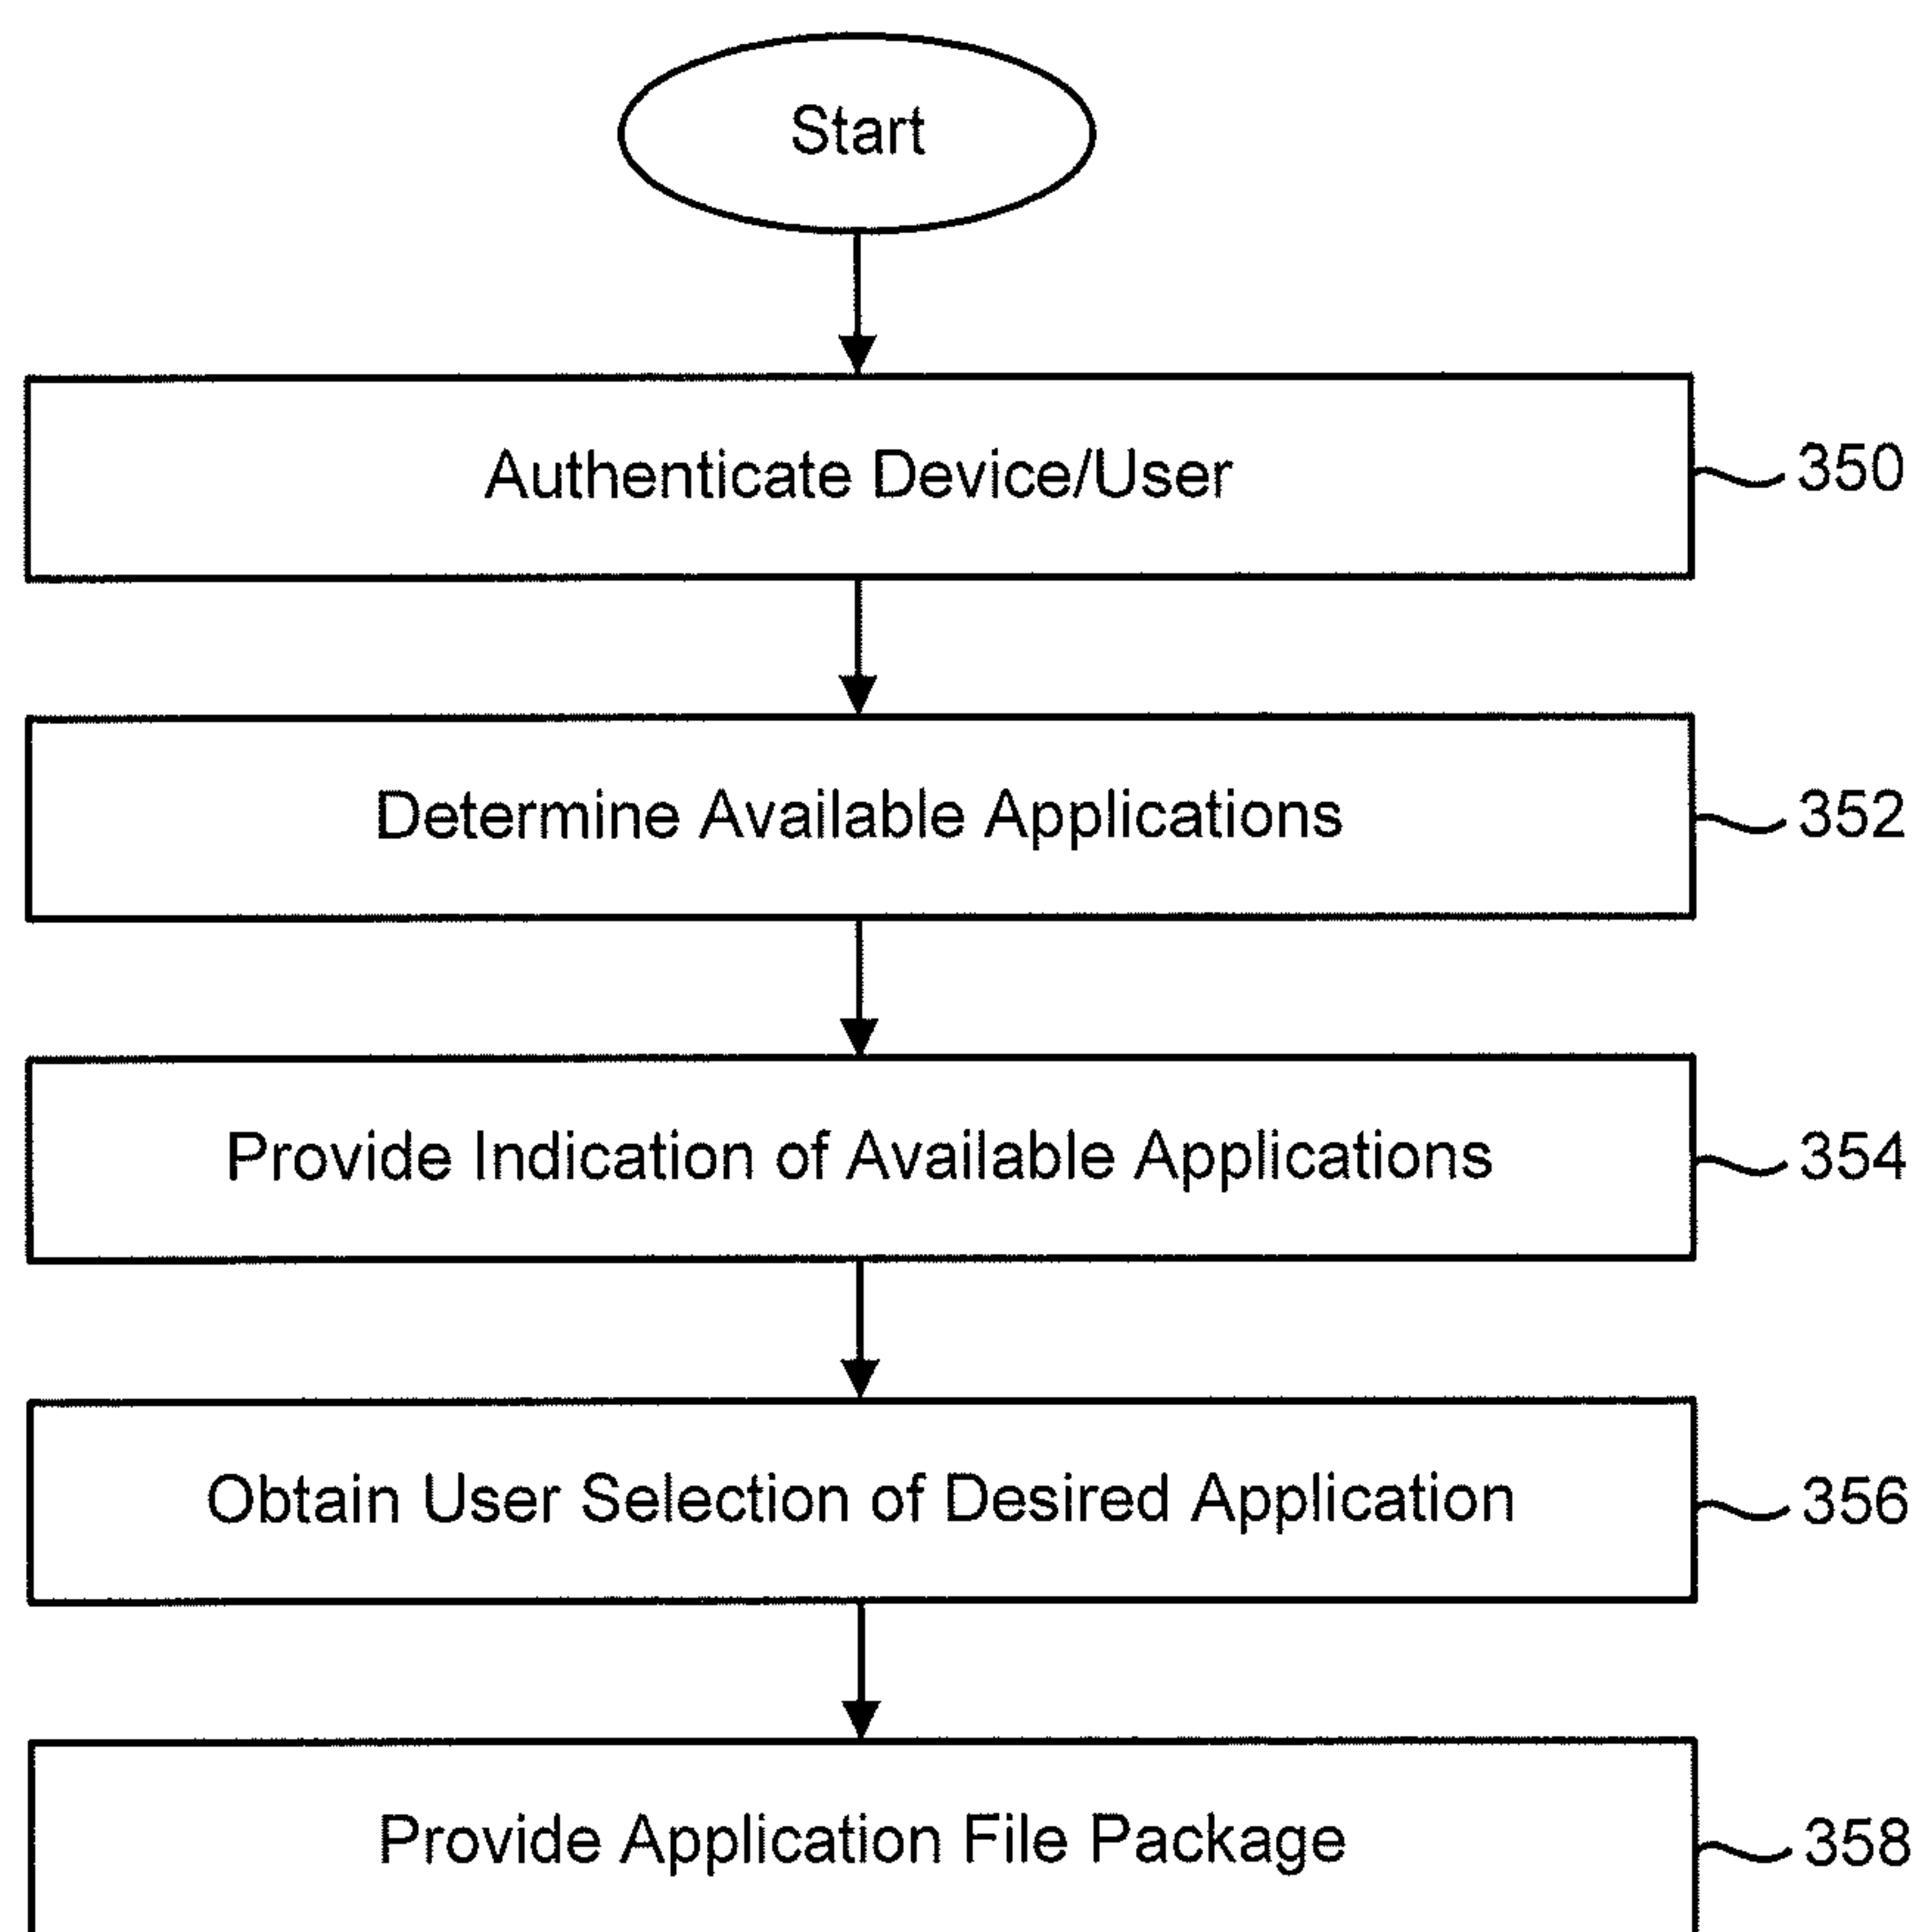 Start
Authenticate Device/User
350
Determine Available Applications
352
Provide Indication of Available Applications
354
Obtain User Selection of Desired Application
356
Provide Application File Package
358